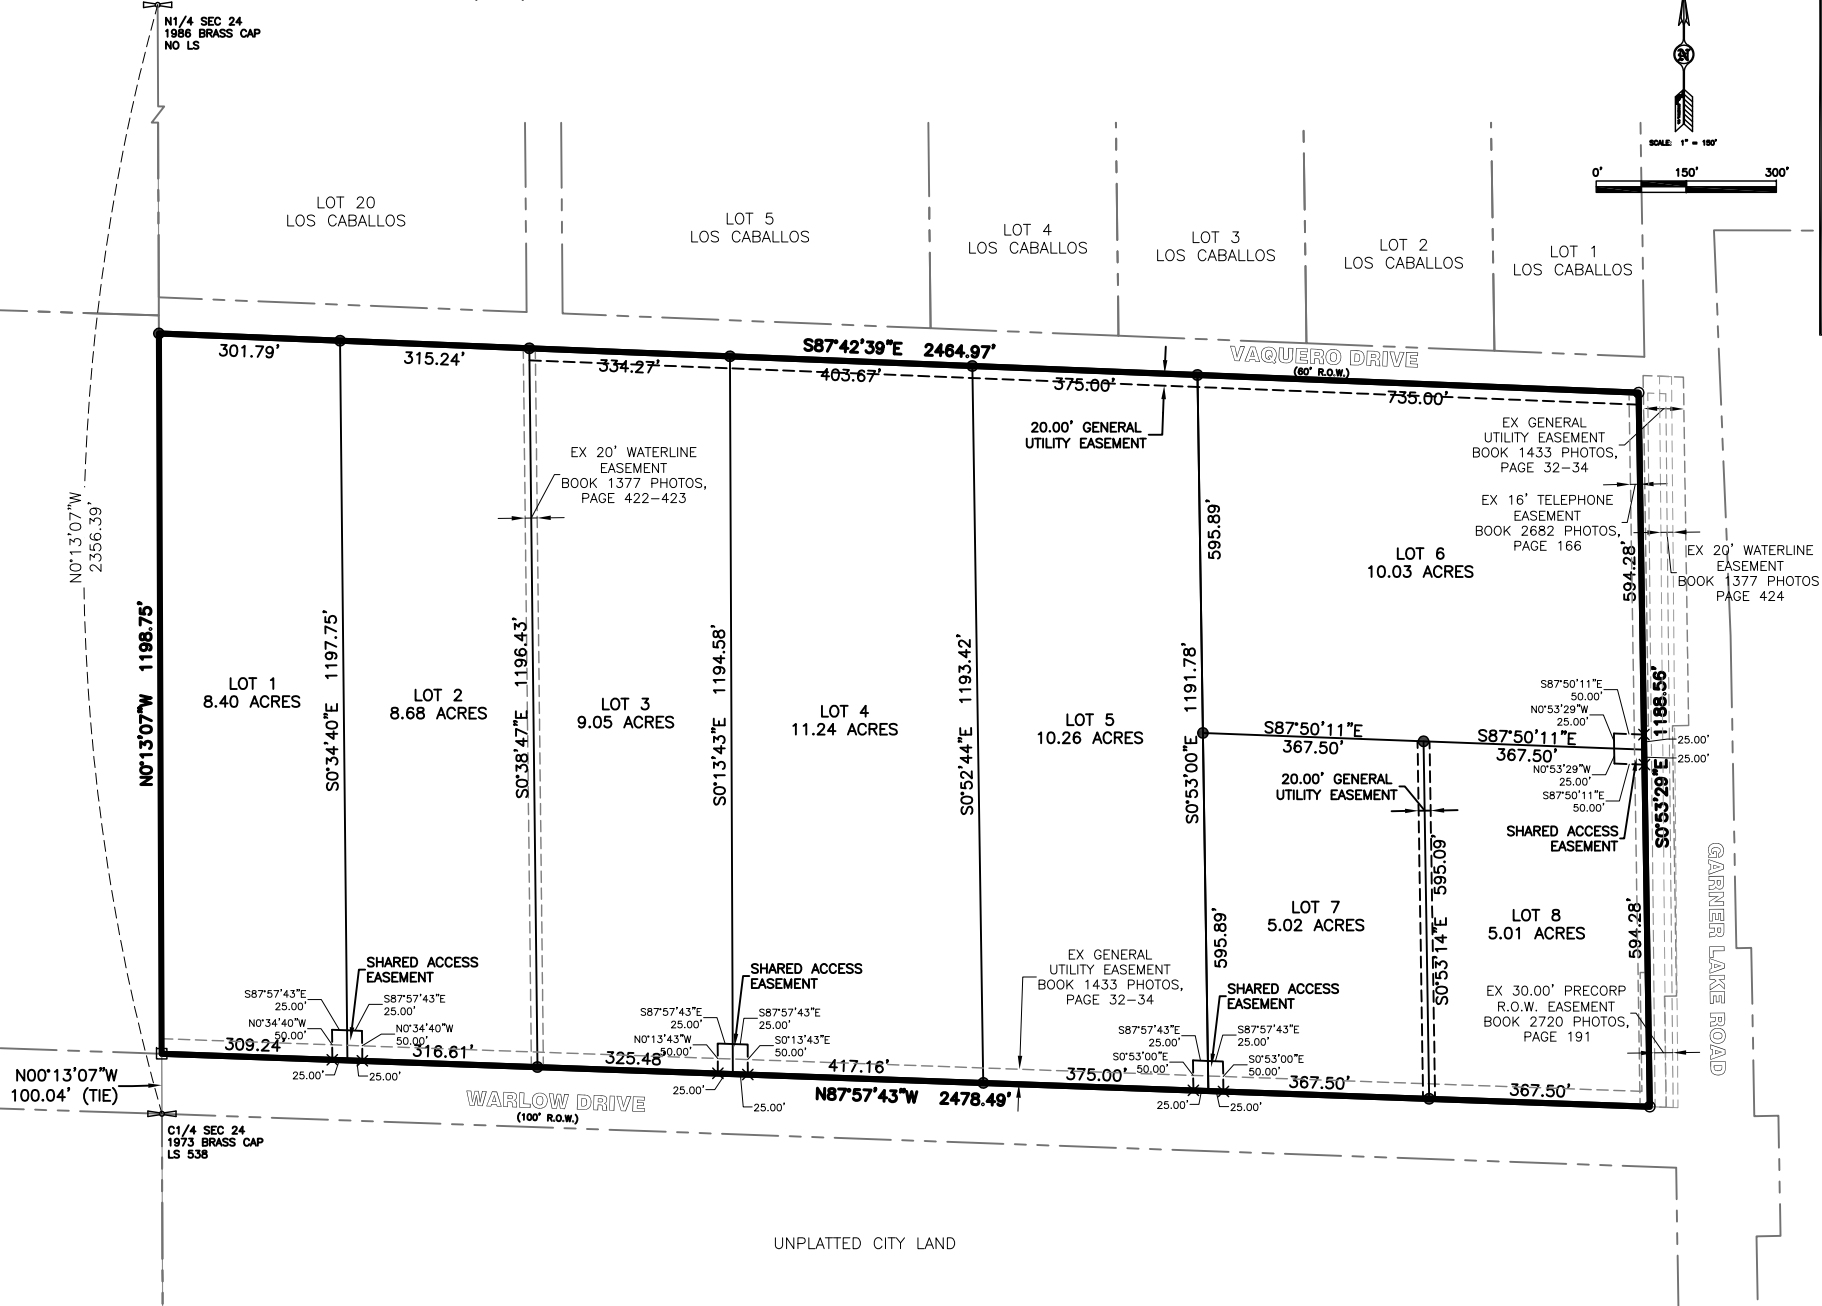 N1/4 SEC 24
1986 BRASS CAP
NO LS
SCALE: 1" = 150'
0' 150' 300'
LOT 20
LOS CABALLOS
LOT 5
LOS CABALLOS
LOT 4
LOS CABALLOS
LOT 3
LOS CABALLOS
LOT 2
LOS CABALLOS
LOT 1
LOS CABALLOS
S87°42'39"E 2464.97'
VAQUERO DRIVE
(60' R.O.W.)
301.79'
315.24'
334.27'
403.67'
375.00'
735.00'
20.00' GENERAL
UTILITY EASEMENT
EX 20' WATERLINE
EASEMENT
BOOK 1377 PHOTOS,
PAGE 422-423
EX GENERAL
UTILITY EASEMENT
BOOK 1433 PHOTOS,
PAGE 32-34
EX 16' TELEPHONE
EASEMENT
BOOK 2682 PHOTOS,
PAGE 166
EX 20' WATERLINE
EASEMENT
BOOK 1377 PHOTOS
PAGE 424
N0°13'07"W
2356.39'
N0°13'07"W 1198.75'
S0°34'40"E 1197.75'
S0°38'47"E 1196.43'
S0°13'43"E 1194.58'
S0°52'44"E 1193.42'
S0°53'00"E 1191.78'
595.89'
594.28'
S0°53'29"E 1188.56'
LOT 1
8.40 ACRES
LOT 2
8.68 ACRES
LOT 3
9.05 ACRES
LOT 4
11.24 ACRES
LOT 5
10.26 ACRES
LOT 6
10.03 ACRES
S87°50'11"E
367.50'
S87°50'11"E
367.50'
S87°50'11"E
50.00'
N0°53'29"W
25.00'
25.00'
25.00'
N0°53'29"W
25.00'
S87°50'11"E
50.00'
SHARED ACCESS
EASEMENT
20.00' GENERAL
UTILITY EASEMENT
595.09'
S0°53'14"E
595.89'
594.28'
LOT 7
5.02 ACRES
LOT 8
5.01 ACRES
GARNER LAKE ROAD
SHARED ACCESS
EASEMENT
S87°57'43"E
25.00'
S87°57'43"E
25.00'
N0°34'40"W
50.00'
N0°34'40"W
50.00'
SHARED ACCESS
EASEMENT
S87°57'43"E
25.00'
S87°57'43"E
25.00'
N0°13'43"W
50.00'
S0°13'43"E
50.00'
EX GENERAL
UTILITY EASEMENT
BOOK 1433 PHOTOS,
PAGE 32-34
SHARED ACCESS
EASEMENT
S87°57'43"E
25.00'
S87°57'43"E
25.00'
S0°53'00"E
50.00'
S0°53'00"E
50.00'
EX 30.00' PRECORP
R.O.W. EASEMENT
BOOK 2720 PHOTOS,
PAGE 191
309.24'
316.61'
325.48'
417.16'
375.00'
367.50'
367.50'
25.00'
25.00'
25.00'
25.00'
25.00'
25.00'
N00°13'07"W
100.04' (TIE)
WARLOW DRIVE
(100' R.O.W.)
N87°57'43"W 2478.49'
C1/4 SEC 24
1973 BRASS CAP
LS 538
UNPLATTED CITY LAND